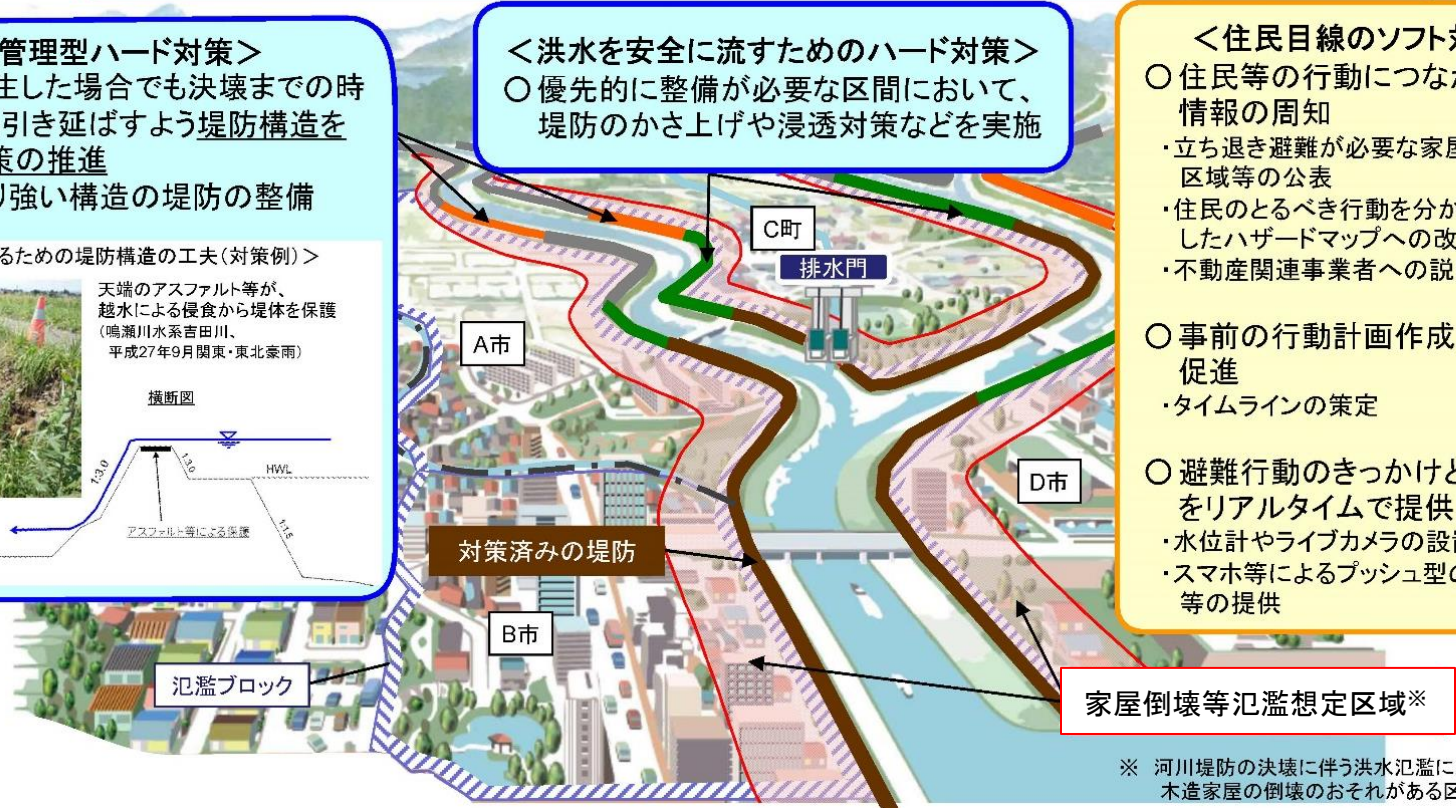 管理型ハード対策>
生した場合でも決壊までの時
引き延ばすよう堤防構造を
策の推進
り強い構造の堤防の整備
るための堤防構造の工夫(対策例)>
天端のアスファルト等が、
越水による侵食から堤体を保護
(鳴瀬川水系吉田川、
平成27年9月関東・東北豪雨)
横断図
1:3.0
1:3.0
HWL
1:1.5
アスファルト等による保護
<洪水を安全に流すためのハード対策>
○優先的に整備が必要な区間において、
堤防のかさ上げや浸透対策などを実施
<住民目線のソフト対
○住民等の行動につなが
情報の周知
・立ち退き避難が必要な家屋
区域等の公表
・住民のとるべき行動を分か
したハザードマップへの改
・不動産関連事業者への説
○事前の行動計画作成
促進
・タイムラインの策定
○避難行動のきっかけと
をリアルタイムで提供
・水位計やライブカメラの設置
・スマホ等によるプッシュ型の
等の提供
C町
排水門
A市
D市
対策済みの堤防
B市
氾濫ブロック
家屋倒壊等氾濫想定区域※
※ 河川堤防の決壊に伴う洪水氾濫に
木造家屋の倒壊のおそれがある区